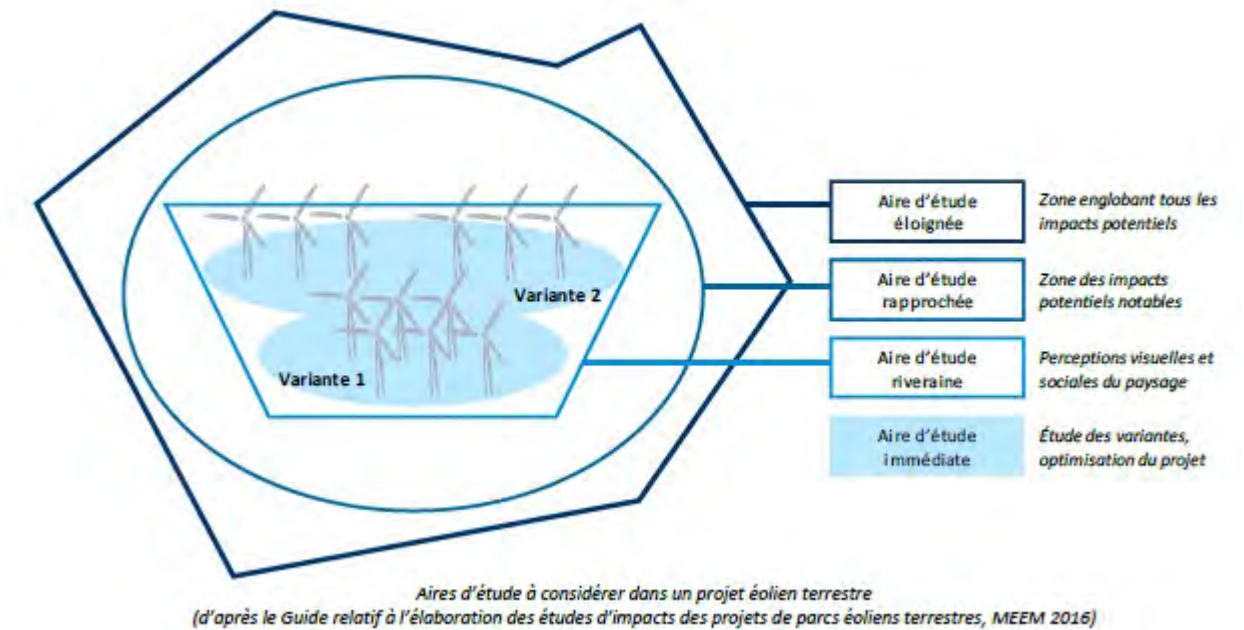 Variante 2
Variante 1
Aire d'étude
éloignée
Zone englobant tous les
impacts potentiels
Aire d'étude
rapprochée
Zone des impacts
potentiels notables
Aire d'étude
riveraine
Perceptions visuelles et
sociales du paysage
Aire d'étude
immédiate
Étude des variantes,
optimisation du projet
Aires d'étude à considérer dans un projet éolien terrestre
(d'après le Guide relatif à l'élaboration des études d'impacts des projets de parcs éoliens terrestres, MEEM 2016)